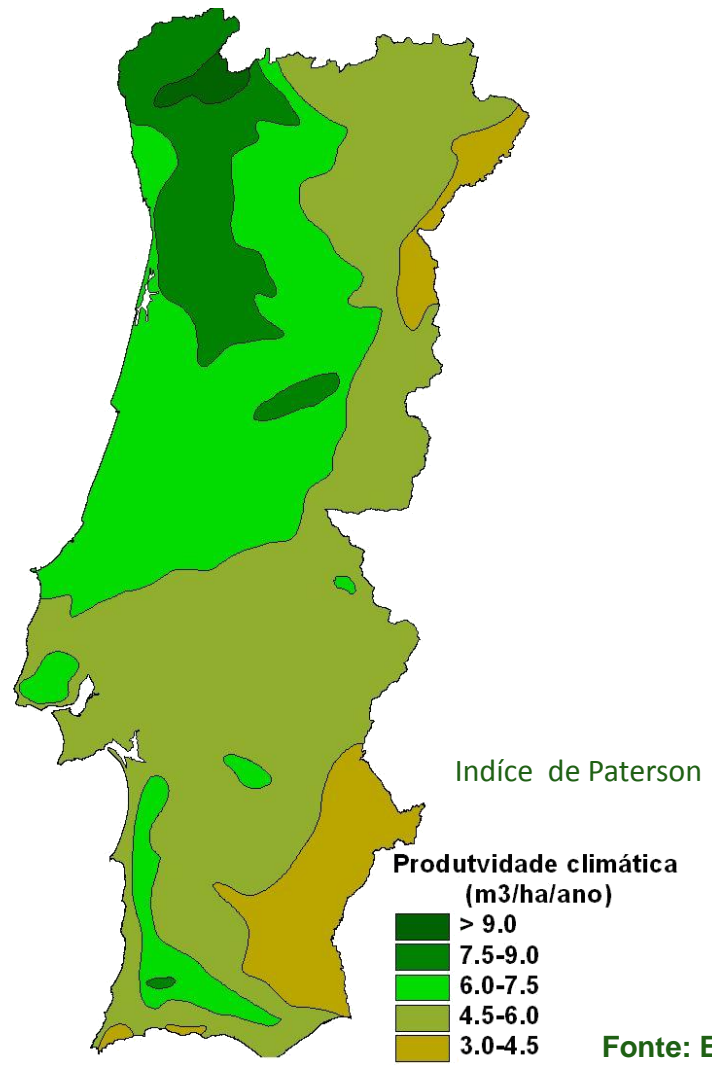 Indíce de Paterson
Produtvidade climática
(m3/ha/ano)
> 9.0
7.5-9.0
6.0-7.5
4.5-6.0
3.0-4.5
Fonte: E